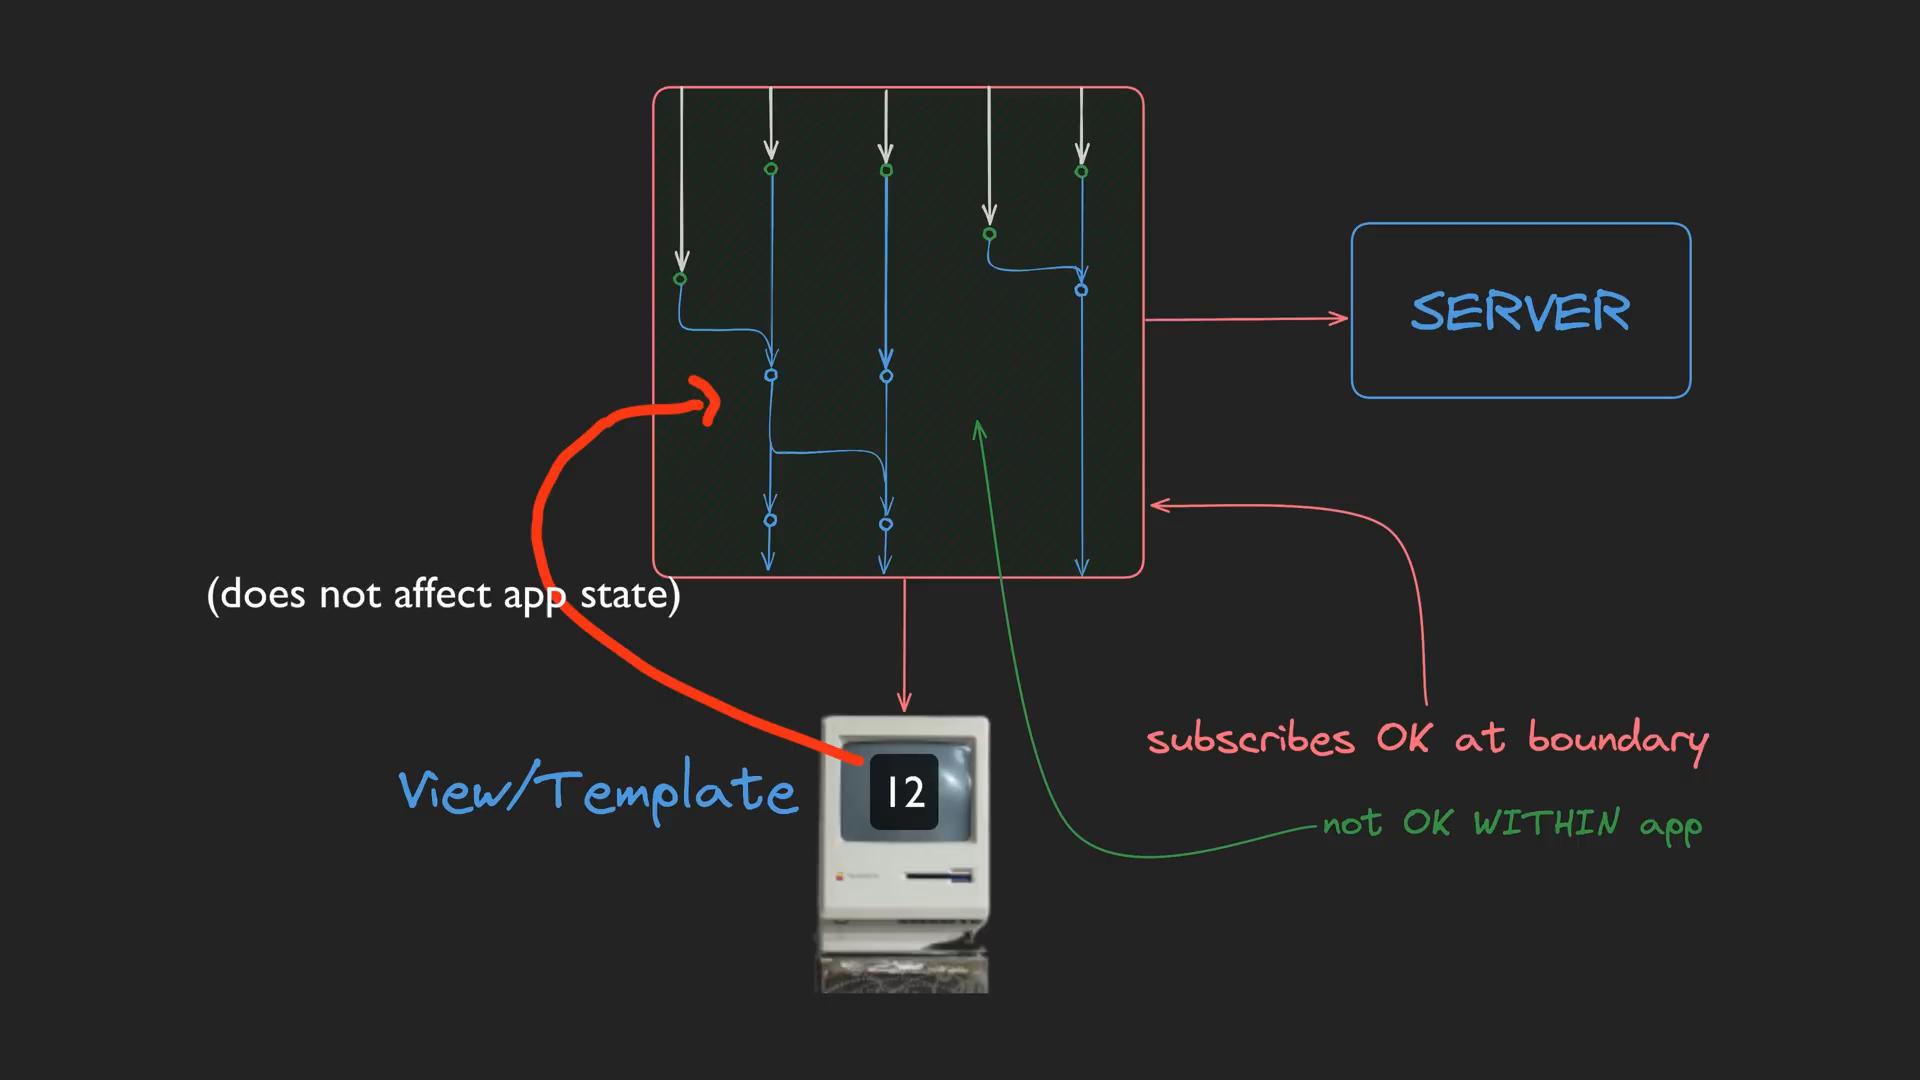 SERVER
(does not affect app state)
subscribes OK at boundary
View/Template
12
not OK WITHIN app